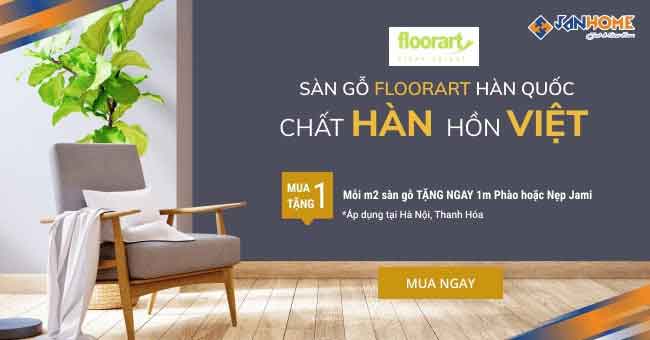 JANHOME
floorart
SÀN GỖ FLOORART HÀN QUỐC
CHẤT HÀN HỒN VIỆT
MUA 1
TẶNG
Mỗi m2 sàn gỗ TẶNG NGAY 1m Phào hoặc Nẹp Jami
*Áp dụng tại Hà Nội, Thanh Hóa
MUA NGAY